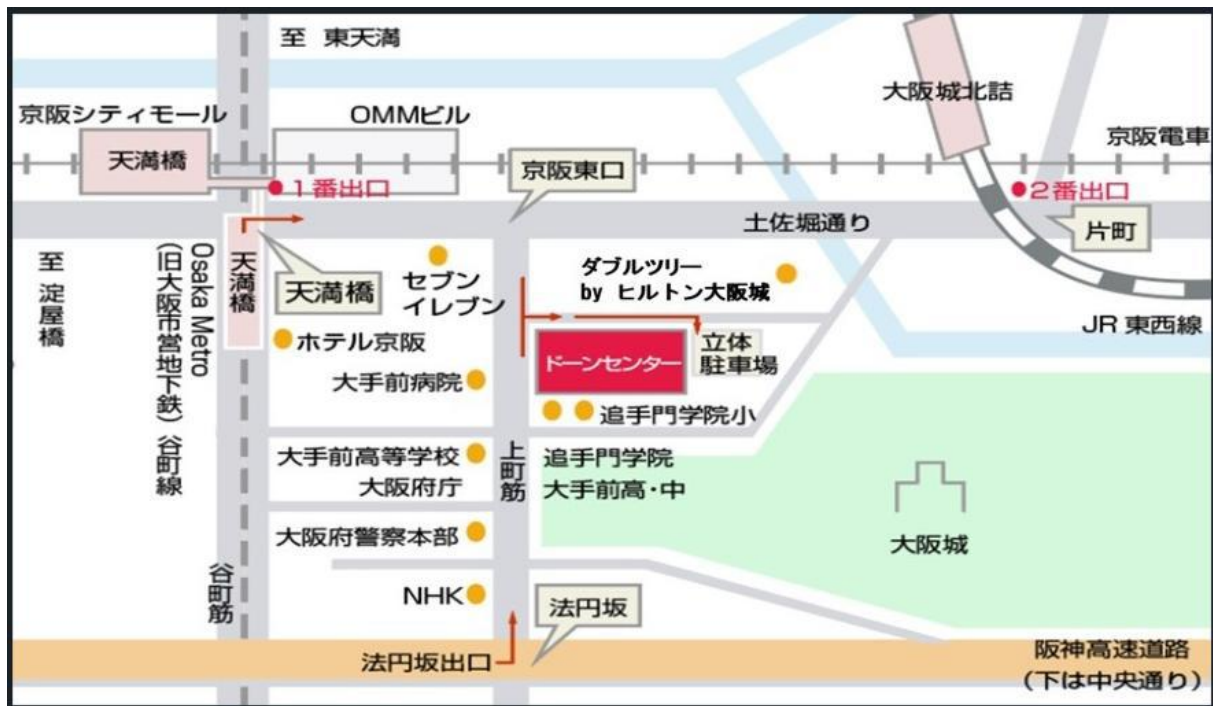 至 東天満
京阪シティモール
OMMビル
大阪城北詰
京阪電車
天満橋
1番出口
京阪東口
2番出口
土佐堀通り
片町
至 淀屋橋
Osaka Metro
(旧大阪市営地下鉄)谷町線
天満橋
天満橋
セブン
イレブン
ダブルツリー
by ヒルトン大阪城
JR 東西線
ホテル京阪
ドーンセンター
立体
駐車場
大手前病院
追手門学院小
大手前高等学校
大阪府庁
上町筋
追手門学院
大手前高・中
大阪城
大阪府警察本部
谷町筋
NHK
法円坂
法円坂出口
阪神高速道路
(下は中央通り)